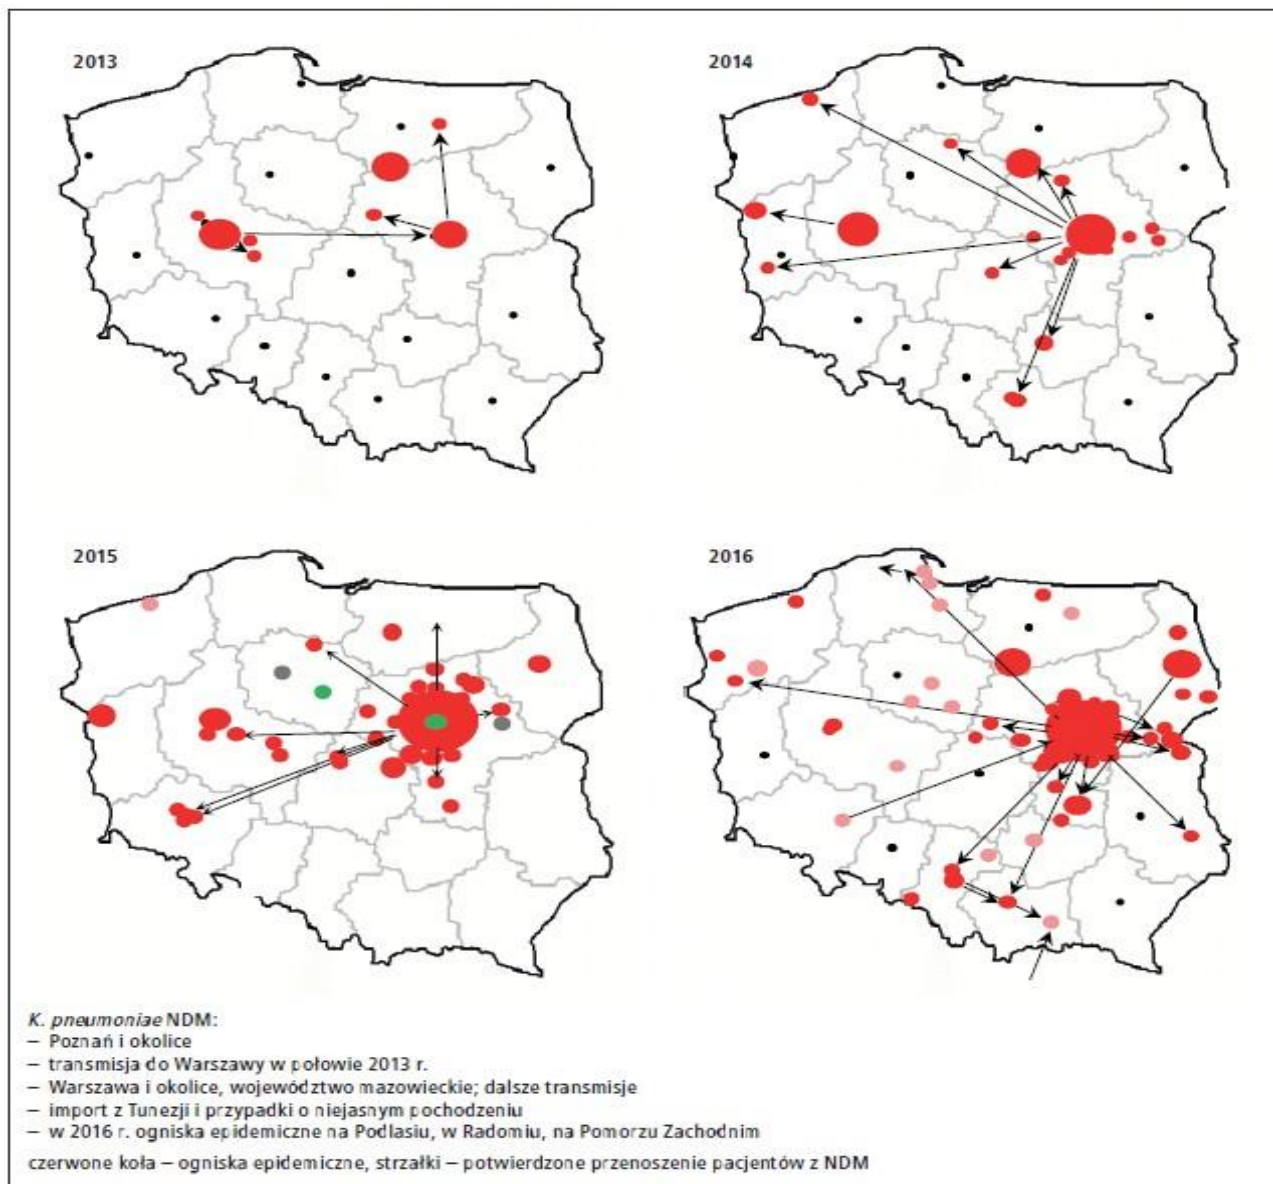 2013
2014
2015
2016
K. pneumoniae NDM:
– Poznań i okolice
– transmisja do Warszawy w połowie 2013 r.
– Warszawa i okolice, województwo mazowieckie; dalsze transmisje
– import z Tunezji i przypadki o niejasnym pochodzeniu
– w 2016 r. ogniska epidemiczne na Podlasiu, w Radomiu, na Pomorzu Zachodnim
czerwone koła – ogniska epidemiczne, strzałki – potwierdzone przenoszenie pacjentów z NDM